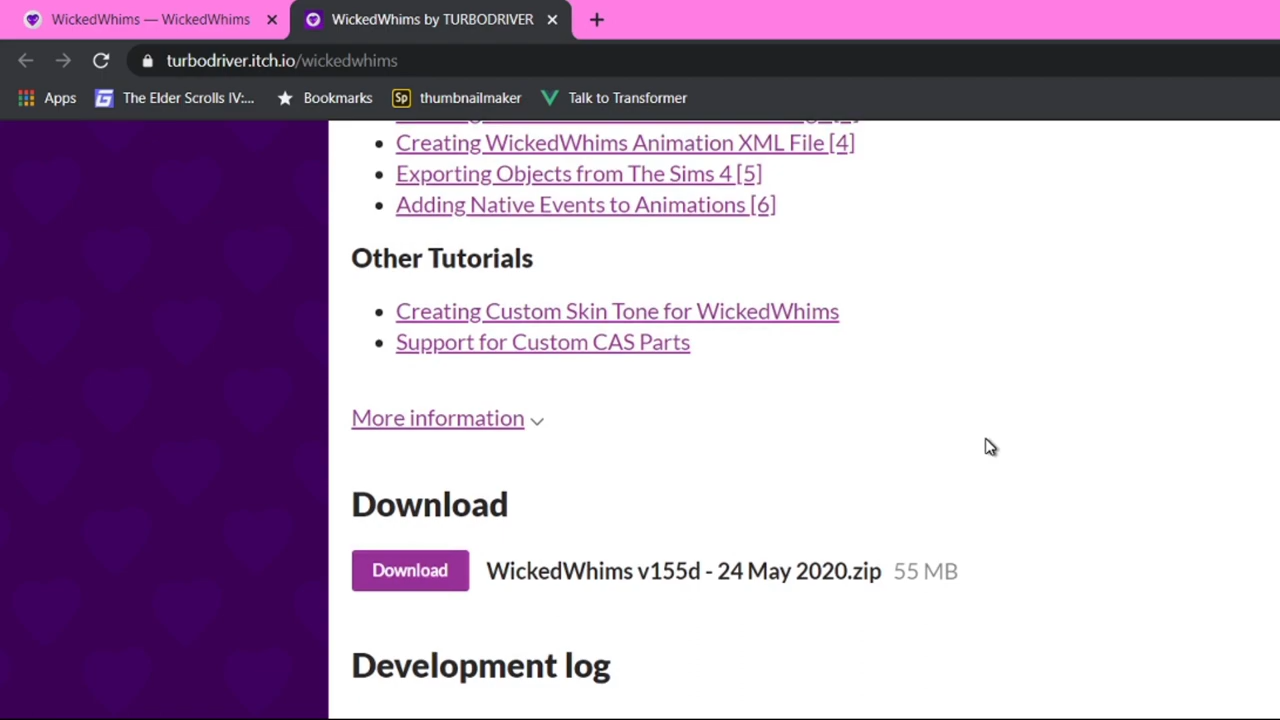 WickedWhims — WickedWhims
WickedWhims by TURBODRIVER
turbodriver.itch.io/wickedwhims
Apps
The Elder Scrolls IV:...
Bookmarks
Sp
thumbnailmaker
Talk to Transformer
Creating WickedWhims Animation XML File [4]
Exporting Objects from The Sims 4 [5]
Adding Native Events to Animations [6]
Other Tutorials
Creating Custom Skin Tone for WickedWhims
Support for Custom CAS Parts
More information
Download
Download WickedWhims v155d - 24 May 2020.zip 55 MB
Development log